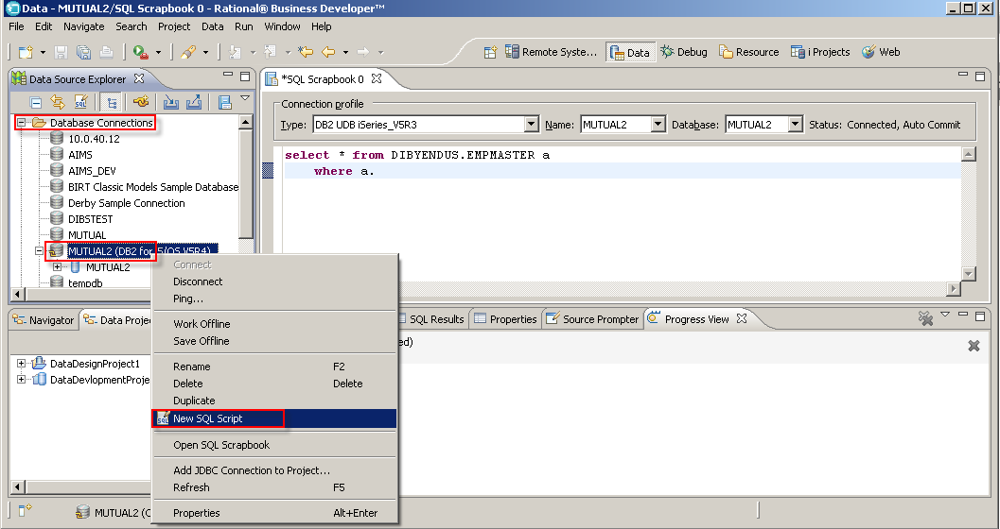 Data - MUTUAL2/SQL Scrapbook 0 - Rational® Business Developer™
File Edit Navigate Search Project Data Run Window Help
Remote Syste... Data Debug Resource i Projects Web
Data Source Explorer
*SQL Scrapbook 0
SQL
Database Connections
10.0.40.12
AIMS
AIMS_DEV
BIRT Classic Models Sample Database
Derby Sample Connection
DIBSTEST
MUTUAL
MUTUAL2 (DB2 for i5/OS V5R4)
MUTUAL2
tempdb
Connection profile
Type: DB2 UDB iSeries_V5R3 Name: MUTUAL2 Database: MUTUAL2 Status: Connected, Auto Commit
select * from DIBYENDUS.EMPMASTER a
where a.
Connect
Disconnect
Ping...
Work Offline
Save Offline
Rename F2
Delete Delete
Duplicate
SQL New SQL Script
Open SQL Scrapbook
Add JDBC Connection to Project...
Refresh F5
Properties Alt+Enter
Navigator Data Projec
SQL Results Properties Source Prompter Progress View
ed)
DataDesignProject1
DataDevlopmentProje
MUTUAL2 (